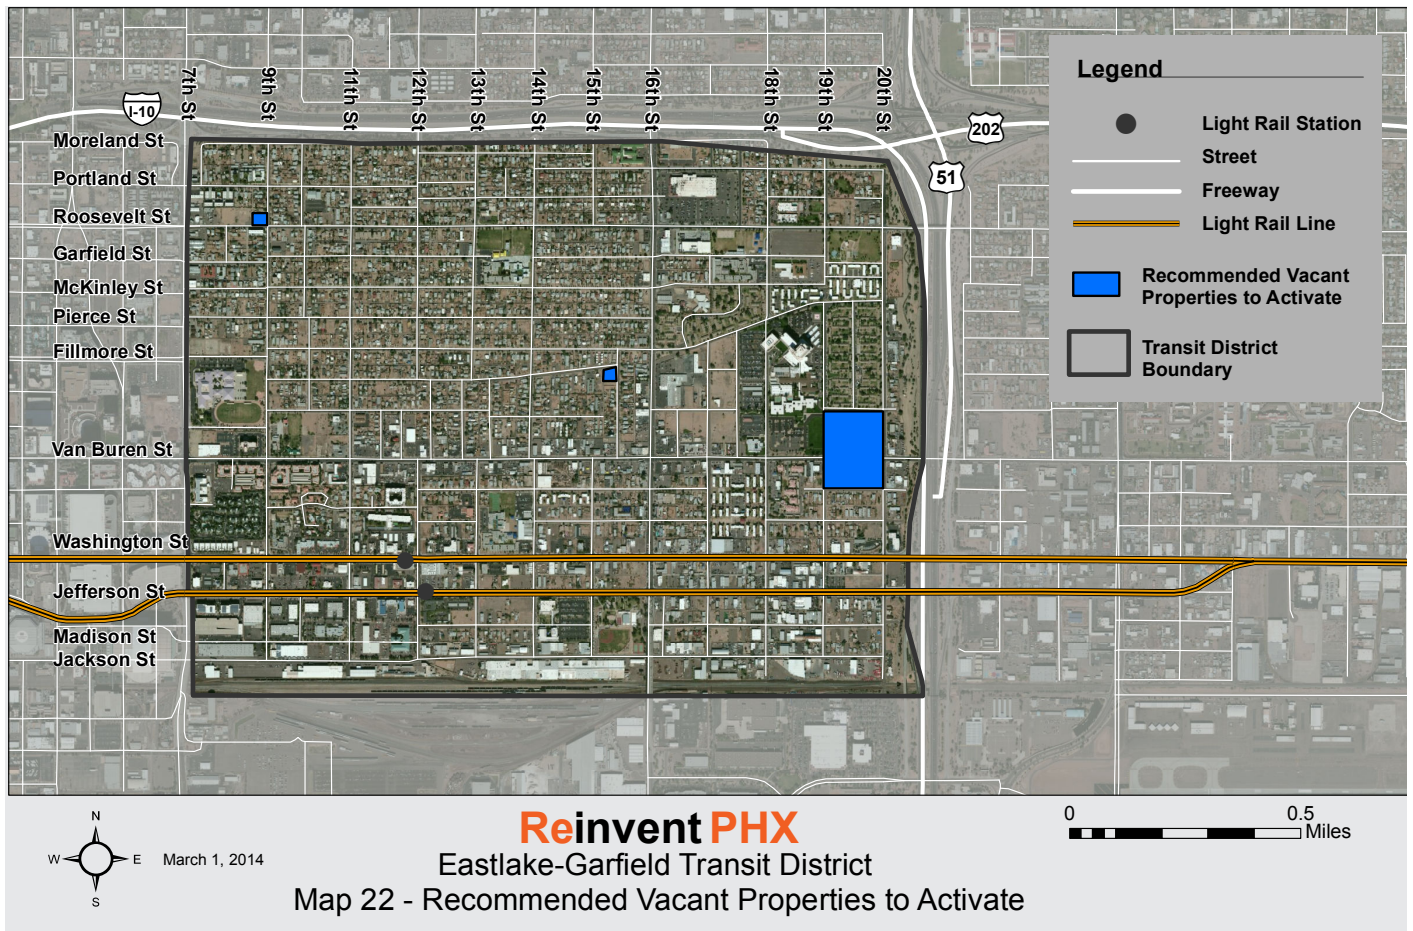 7th St
9th St
11th St
12th St
13th St
14th St
15th St
16th St
18th St
19th St
20th St
I-10
202
51
Moreland St
Portland St
Roosevelt St
Garfield St
McKinley St
Pierce St
Fillmore St
Van Buren St
Washington St
Jefferson St
Madison St
Jackson St
Legend
Light Rail Station
Street
Freeway
Light Rail Line
Recommended Vacant
Properties to Activate
Transit District
Boundary
N
W E
S
March 1, 2014
Reinvent PHX
Eastlake-Garfield Transit District
Map 22 - Recommended Vacant Properties to Activate
0 0.5
Miles